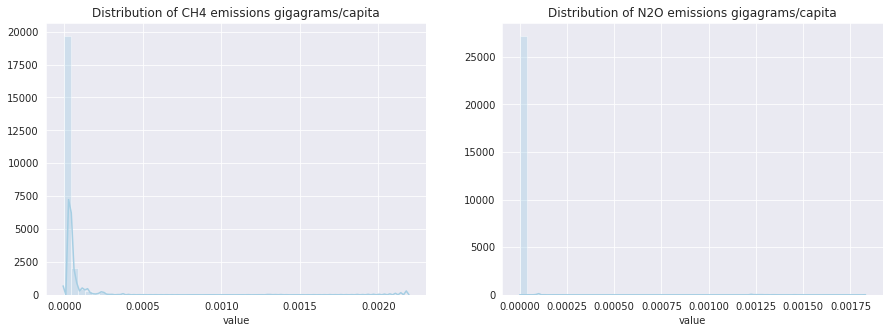 Distribution of CH4 emissions gigagrams/capita
20000
17500
15000
12500
10000
7500
5000
2500
0
0.0000 0.0005 0.0010 0.0015 0.0020
value
Distribution of N2O emissions gigagrams/capita
25000
20000
15000
10000
5000
0
0.00000 0.00025 0.00050 0.00075 0.00100 0.00125 0.00150 0.00175
value